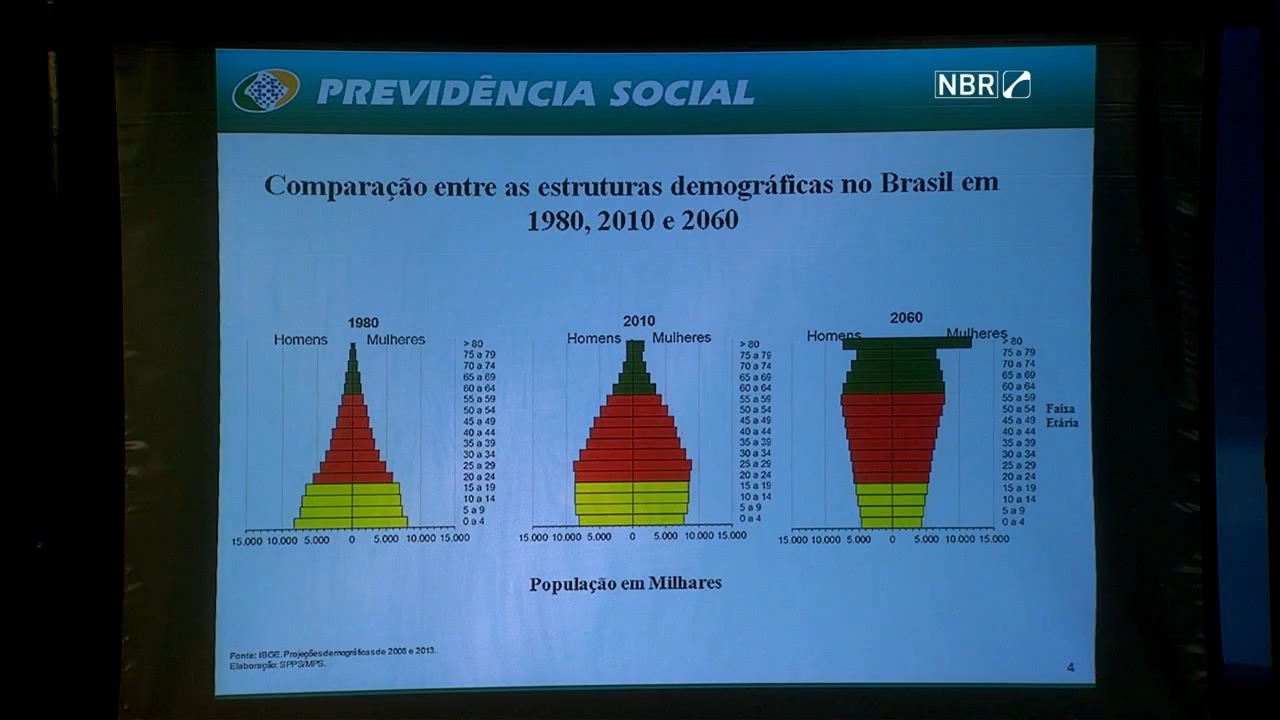 PREVIDÊNCIA SOCIAL
NBR
Comparação entre as estruturas demográficas no Brasil em
1980, 2010 e 2060
1980
Homens Mulheres
> 80
75 a 79
70 a 74
65 a 69
60 a 64
55 a 59
50 a 54
45 a 49
40 a 44
35 a 39
30 a 34
25 a 29
20 a 24
15 a 19
10 a 14
5 a 9
0 a 4
15.000 10.000 5.000 0 5.000 10.000 15.000
2010
Homens Mulheres
> 80
75 a 79
70 a 74
65 a 69
60 a 64
55 a 59
50 a 54
45 a 49
40 a 44
35 a 39
30 a 34
25 a 29
20 a 24
15 a 19
10 a 14
5 a 9
0 a 4
15.000 10.000 5.000 0 5.000 10.000 15.000
2060
Homens Mulheres
> 80
75 a 79
70 a 74
65 a 69
60 a 64
55 a 59
50 a 54
45 a 49
40 a 44
35 a 39
30 a 34
25 a 29
20 a 24
15 a 19
10 a 14
5 a 9
0 a 4
15.000 10.000 5.000 0 5.000 10.000 15.000
Faixa
Etária
População em Milhares
Fonte: IBGE. Projeções demográficas de 2008 e 2013.
Elaboração: SPPS/MPS.
4